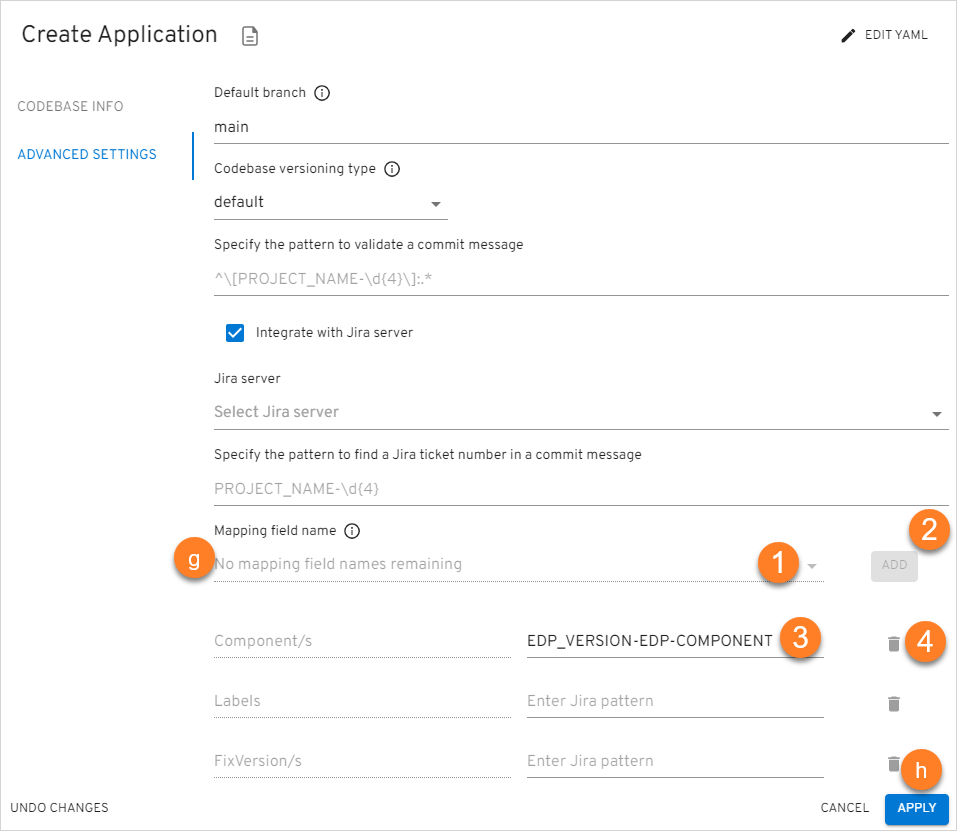 Create Application
EDIT YAML
CODEBASE INFO
ADVANCED SETTINGS
Default branch
main
Codebase versioning type
default
Specify the pattern to validate a commit message
^\[PROJECT_NAME-\d{4}\]:.*
Integrate with Jira server
Jira server
Select Jira server
Specify the pattern to find a Jira ticket number in a commit message
PROJECT_NAME-\d{4}
Mapping field name
2
g No mapping field names remaining 1 ADD
Component/s EDP_VERSION-EDP-COMPONENT 3 4
Labels Enter Jira pattern
FixVersion/s Enter Jira pattern h
UNDO CHANGES CANCEL APPLY